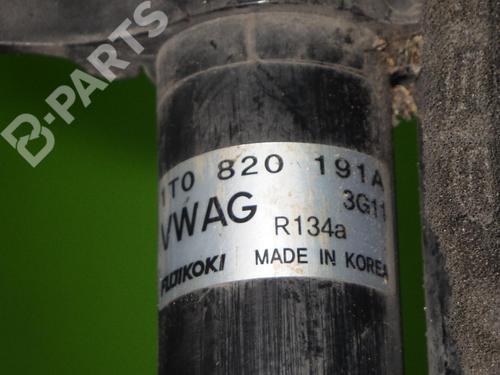 B-PARTS
1T0 820 191A
3G11
VWAG
R134a
FUJIKOKI MADE IN KOREA